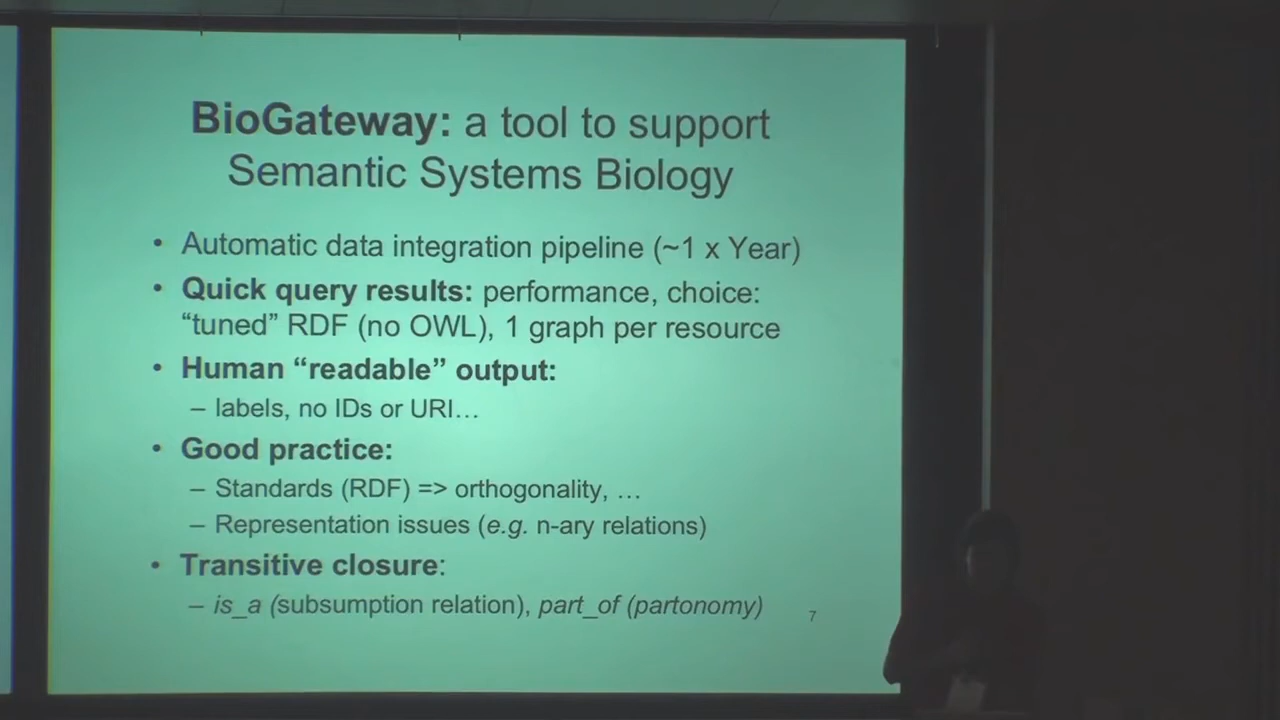 BioGateway: a tool to support
Semantic Systems Biology
• Automatic data integration pipeline (~1 x Year)
• Quick query results: performance, choice:
“tuned” RDF (no OWL), 1 graph per resource
• Human “readable” output:
– labels, no IDs or URI…
• Good practice:
– Standards (RDF) => orthogonality, …
– Representation issues (e.g. n-ary relations)
• Transitive closure:
– is_a (subsumption relation), part_of (partonomy)
7